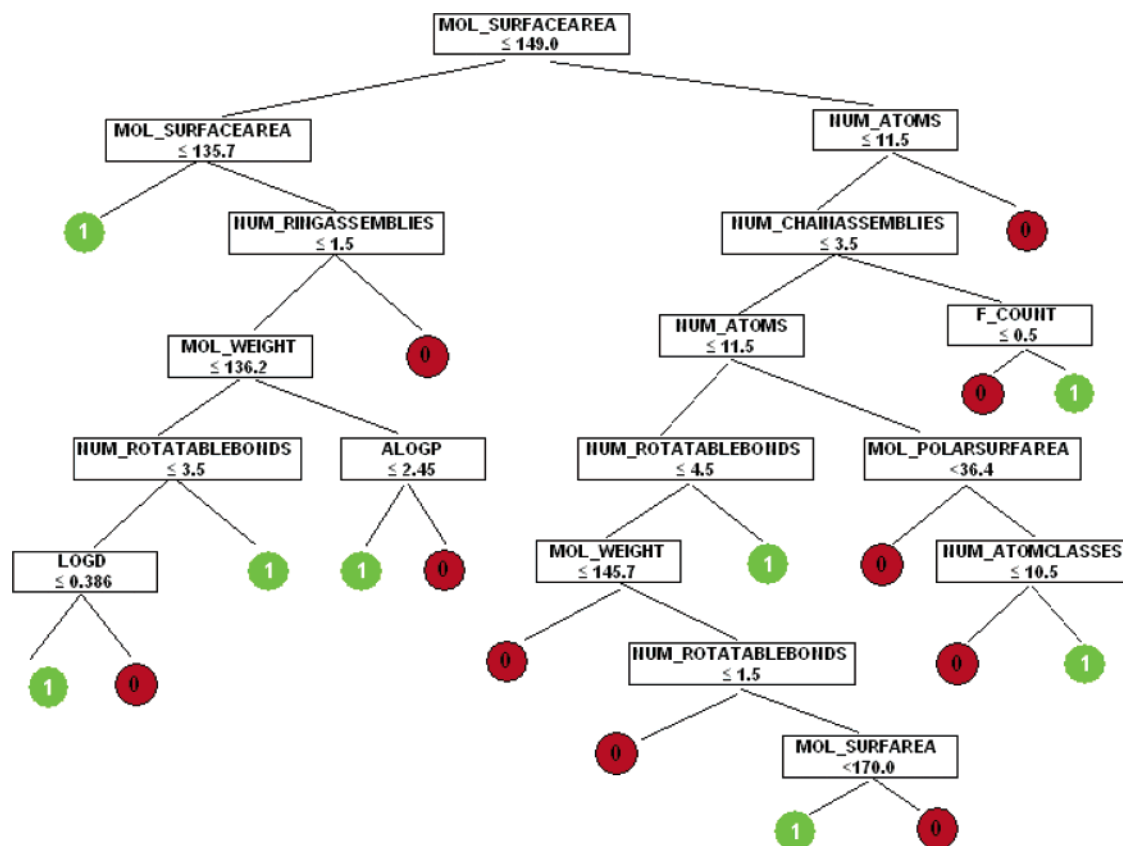 MOL_SURFACEAREA
≤ 149.0
MOL_SURFACEAREA
≤ 135.7
NUM_ATOMS
≤ 11.5
1
NUM_RINGASSEMBLIES
≤ 1.5
NUM_CHAINASSEMBLIES
≤ 3.5
0
MOL_WEIGHT
≤ 136.2
0
NUM_ATOMS
≤ 11.5
F_COUNT
≤ 0.5
0
1
NUM_ROTATABLEBONDS
≤ 3.5
ALOGP
≤ 2.45
NUM_ROTATABLEBONDS
≤ 4.5
MOL_POLARSURFAREA
<36.4
LOGD
≤ 0.386
1
1
0
MOL_WEIGHT
≤ 145.7
1
0
NUM_ATOMCLASSES
≤ 10.5
1
0
0
NUM_ROTATABLEBONDS
≤ 1.5
0
1
0
MOL_SURFAREA
<170.0
1
0